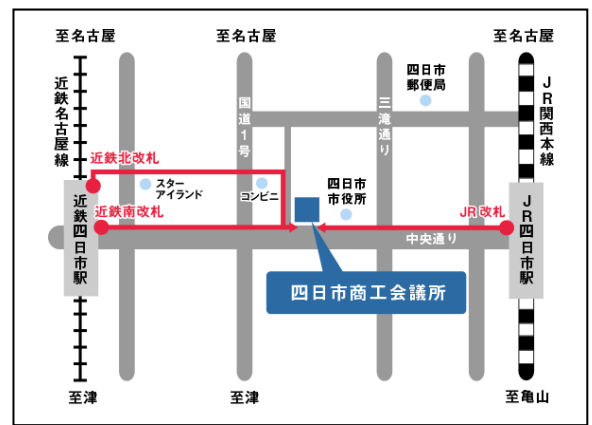 至名古屋
至名古屋
至名古屋
近鉄名古屋線
国道1号
三滝通り
四日市
郵便局
JR関西本線
近鉄北改札
スター
アイランド
コンビニ
四日市
市役所
近鉄四日市駅
近鉄南改札
JR改札
JR四日市駅
中央通り
四日市商工会議所
至津
至津
至亀山